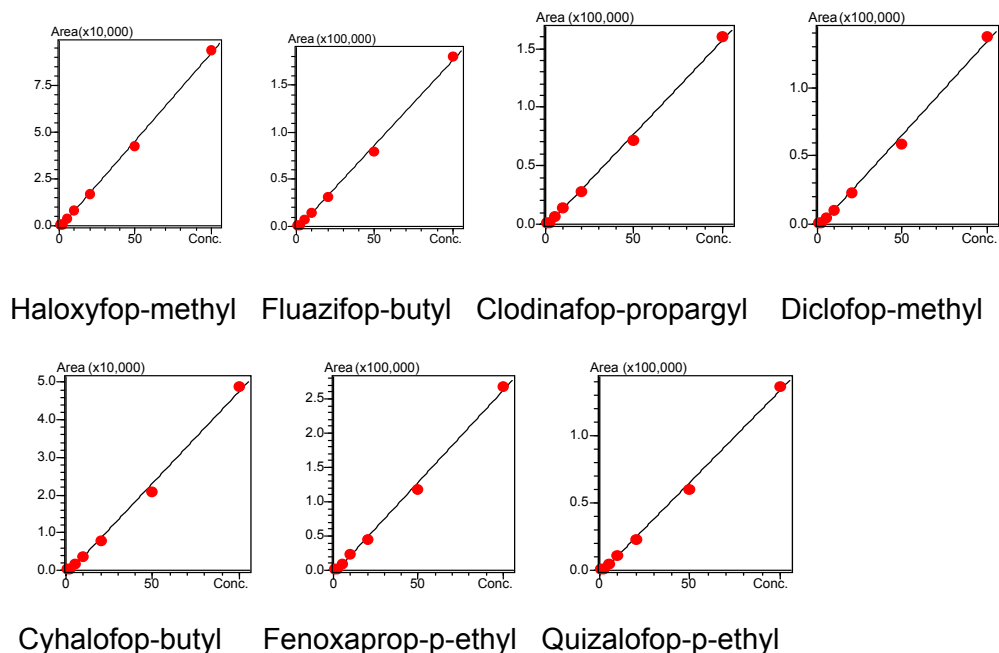 Area(x10,000)
7.5
5.0
2.5
0.0
0
50
Conc.
Haloxyfop-methyl
Area (x100,000)
1.5
1.0
0.5
0.0
0
50
Conc.
Fluazifop-butyl
Area (x100,000)
1.5
1.0
0.5
0.0
0
50
Conc.
Clodinafop-propargyl
Area (x100,000)
1.0
0.5
0.0
0
50
Conc.
Diclofop-methyl
Area (x10,000)
5.0
4.0
3.0
2.0
1.0
0.0
0
50
Conc.
Cyhalofop-butyl
Area (x100,000)
2.5
2.0
1.5
1.0
0.5
0.0
0
50
Conc.
Fenoxaprop-p-ethyl
Area (x100,000)
1.0
0.5
0.0
0
50
Conc.
Quizalofop-p-ethyl